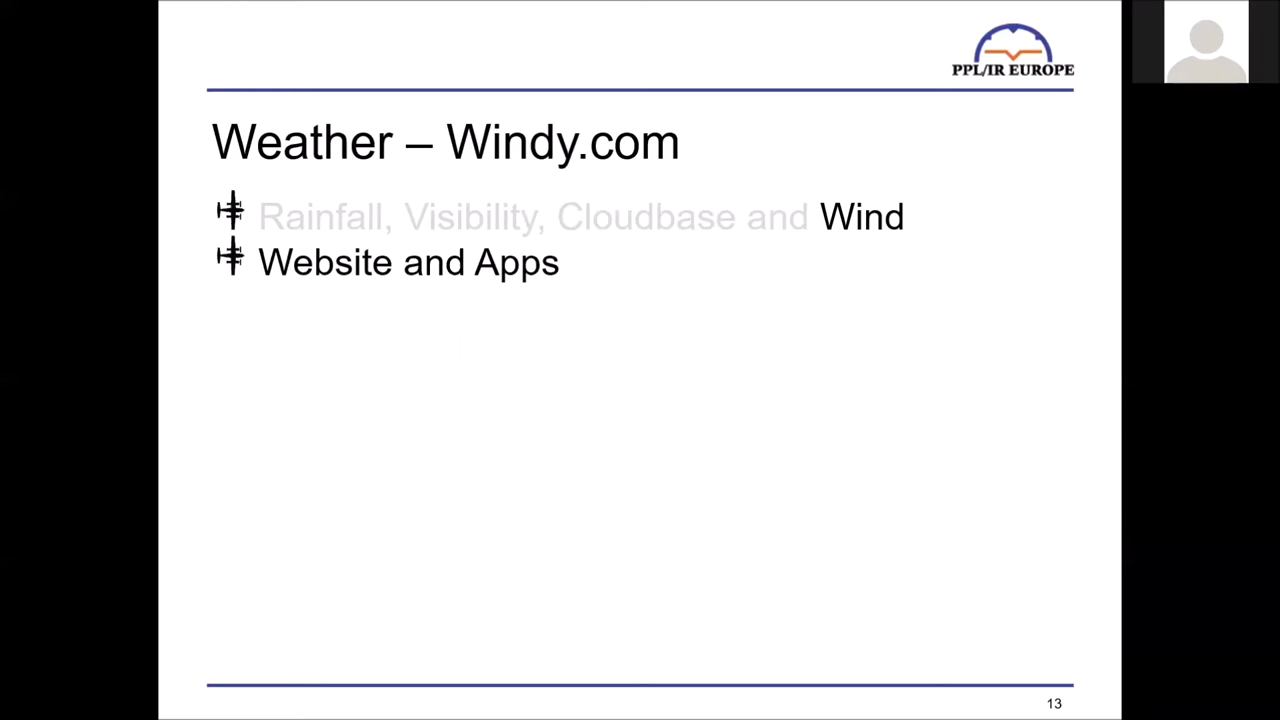 PPL/IR EUROPE
Weather – Windy.com
Rainfall, Visibility, Cloudbase and Wind
Website and Apps
13